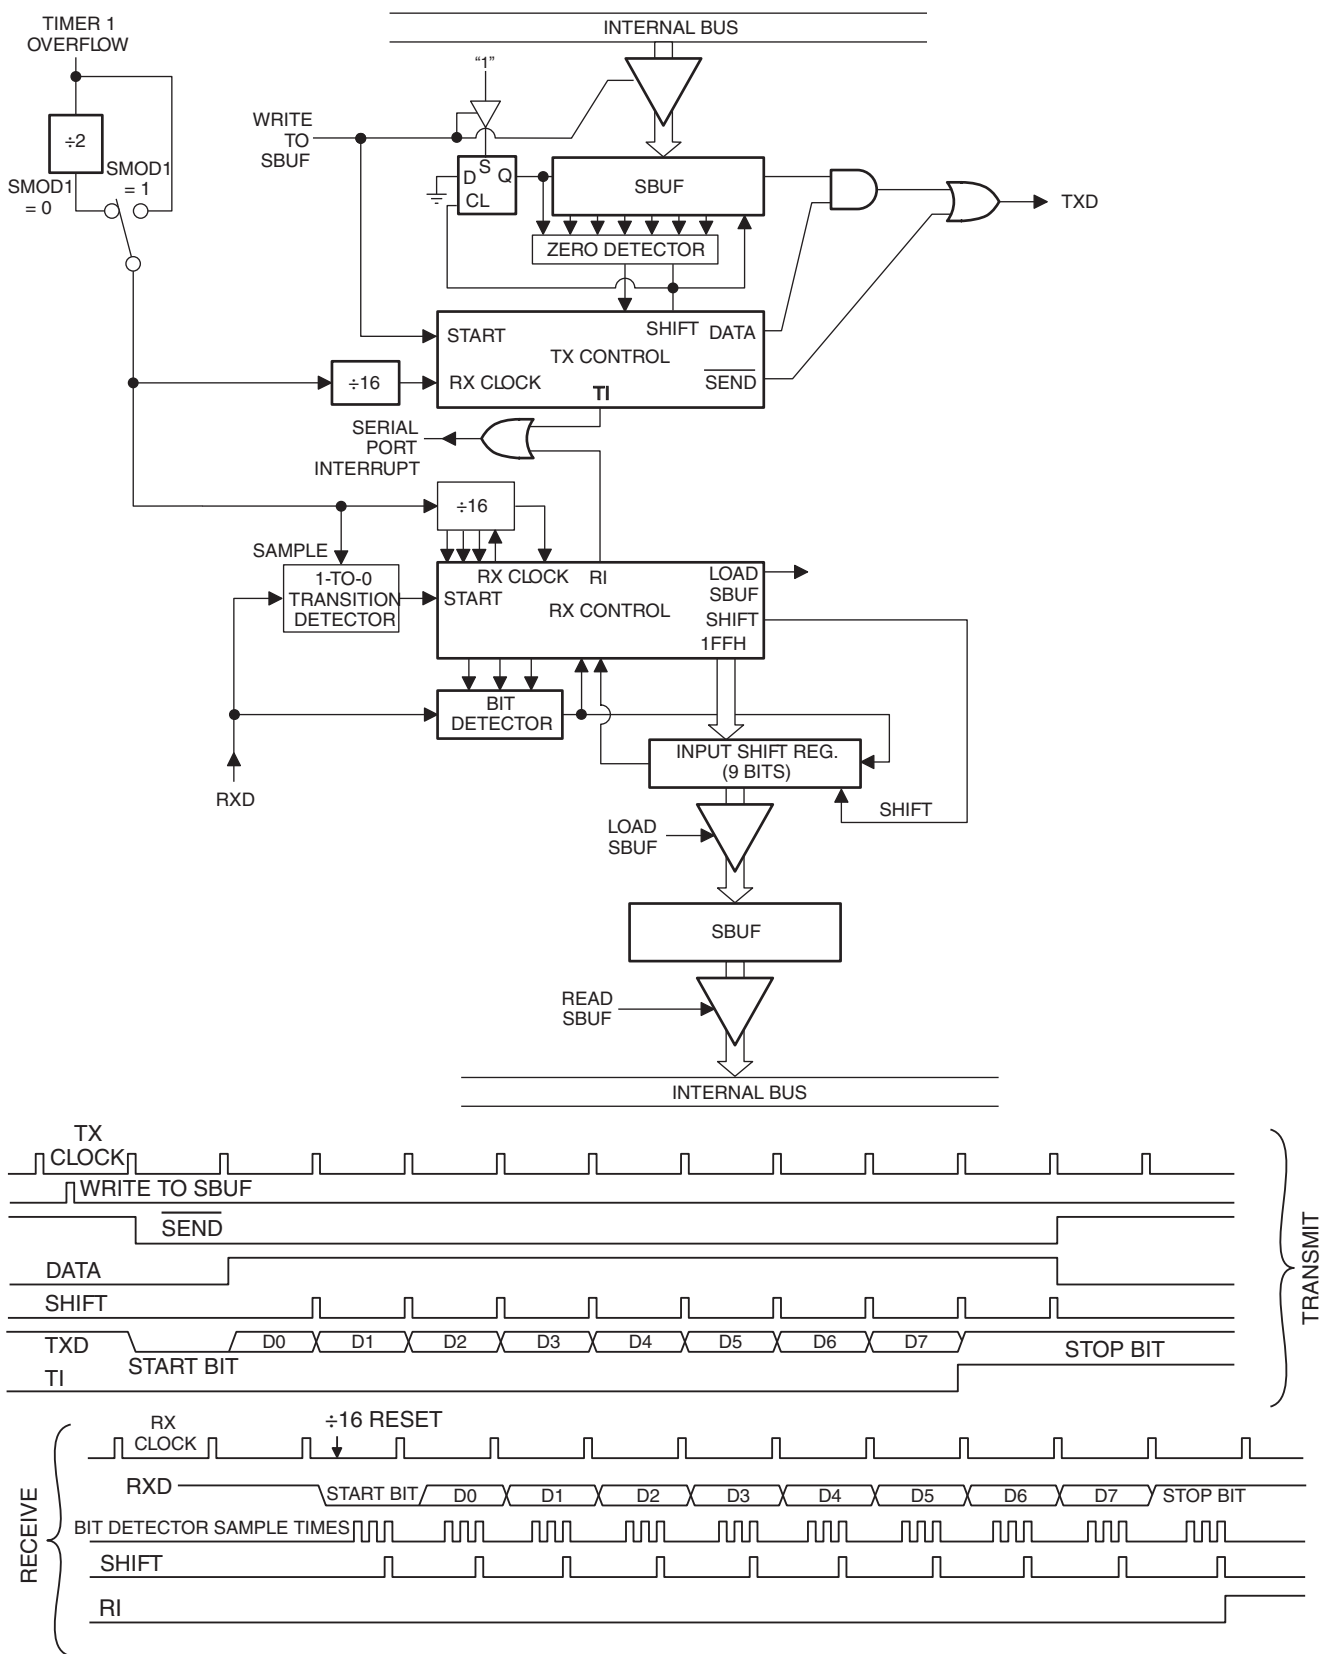 TIMER 1
OVERFLOW
INTERNAL BUS
“1”
WRITE
TO
SBUF
÷2
SMOD1
= 0
SMOD1
= 1
D
S
Q
CL
SBUF
TXD
ZERO DETECTOR
START
SHIFT
DATA
TX CONTROL
÷16
RX CLOCK
SEND
TI
SERIAL
PORT
INTERRUPT
÷16
SAMPLE
1-TO-0
TRANSITION
DETECTOR
RX CLOCK
RI
LOAD
SBUF
START
RX CONTROL
SHIFT
1FFH
BIT
DETECTOR
INPUT SHIFT REG.
(9 BITS)
RXD
SHIFT
LOAD
SBUF
SBUF
READ
SBUF
INTERNAL BUS
TX
CLOCK
WRITE TO SBUF
SEND
DATA
SHIFT
TXD
START BIT
D0
D1
D2
D3
D4
D5
D6
D7
STOP BIT
TI
TRANSMIT
RX
CLOCK
÷16 RESET
RXD
START BIT
D0
D1
D2
D3
D4
D5
D6
D7
STOP BIT
BIT DETECTOR SAMPLE TIMES
SHIFT
RI
RECEIVE